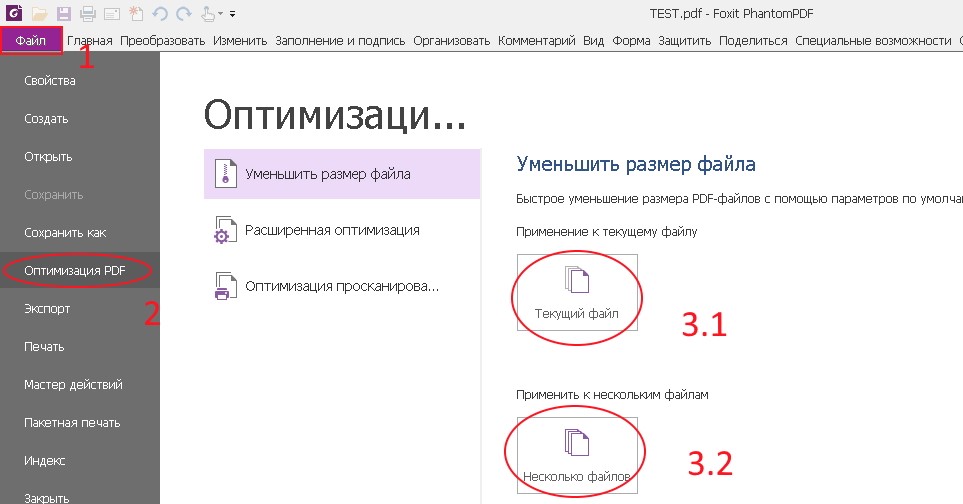 TEST.pdf - Foxit PhantomPDF
Файл Главная Преобразовать Изменить Заполнение и подпись Организовать Комментарий Вид Форма Защитить Поделиться Специальные возможности
1
Свойства
Создать
Открыть
Сохранить
Сохранить как
Оптимизация PDF
2
Экспорт
Печать
Мастер действий
Пакетная печать
Индекс
Закрыть
Оптимизаци...
Уменьшить размер файла
Расширенная оптимизация
Оптимизация просканирова...
Уменьшить размер файла
Быстрое уменьшение размера PDF-файлов с помощью параметров по умолча
Применение к текущему файлу
Текущий файл
3.1
Применить к нескольким файлам
Несколько файлов
3.2